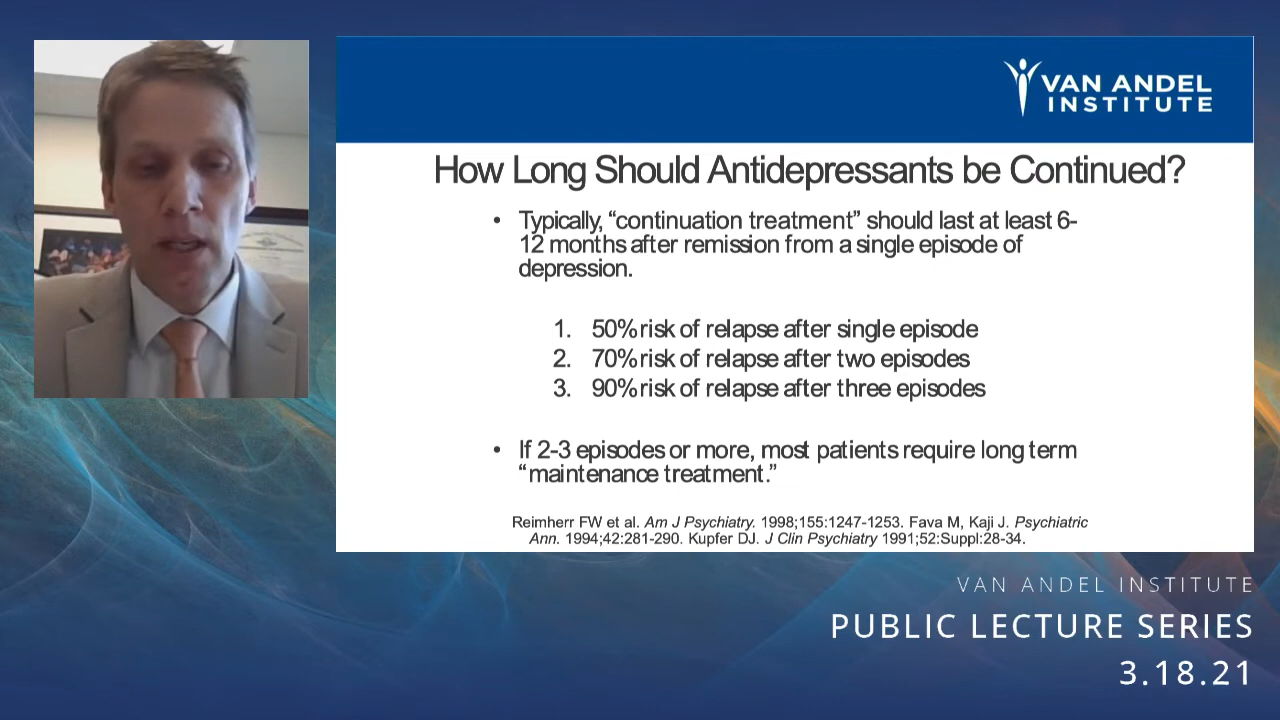 VAN ANDEL
INSTITUTE
How Long Should Antidepressants be Continued?
• Typically, “continuation treatment” should last at least 6-
12 months after remission from a single episode of
depression.
1. 50% risk of relapse after single episode
2. 70% risk of relapse after two episodes
3. 90% risk of relapse after three episodes
• If 2-3 episodes or more, most patients require long term
“maintenance treatment.”
Reimherr FW et al. Am J Psychiatry. 1998;155:1247-1253. Fava M, Kaji J. Psychiatric
Ann. 1994;42:281-290. Kupfer DJ. J Clin Psychiatry 1991;52:Suppl:28-34.
VAN ANDEL INSTITUTE
PUBLIC LECTURE SERIES
3.18.21